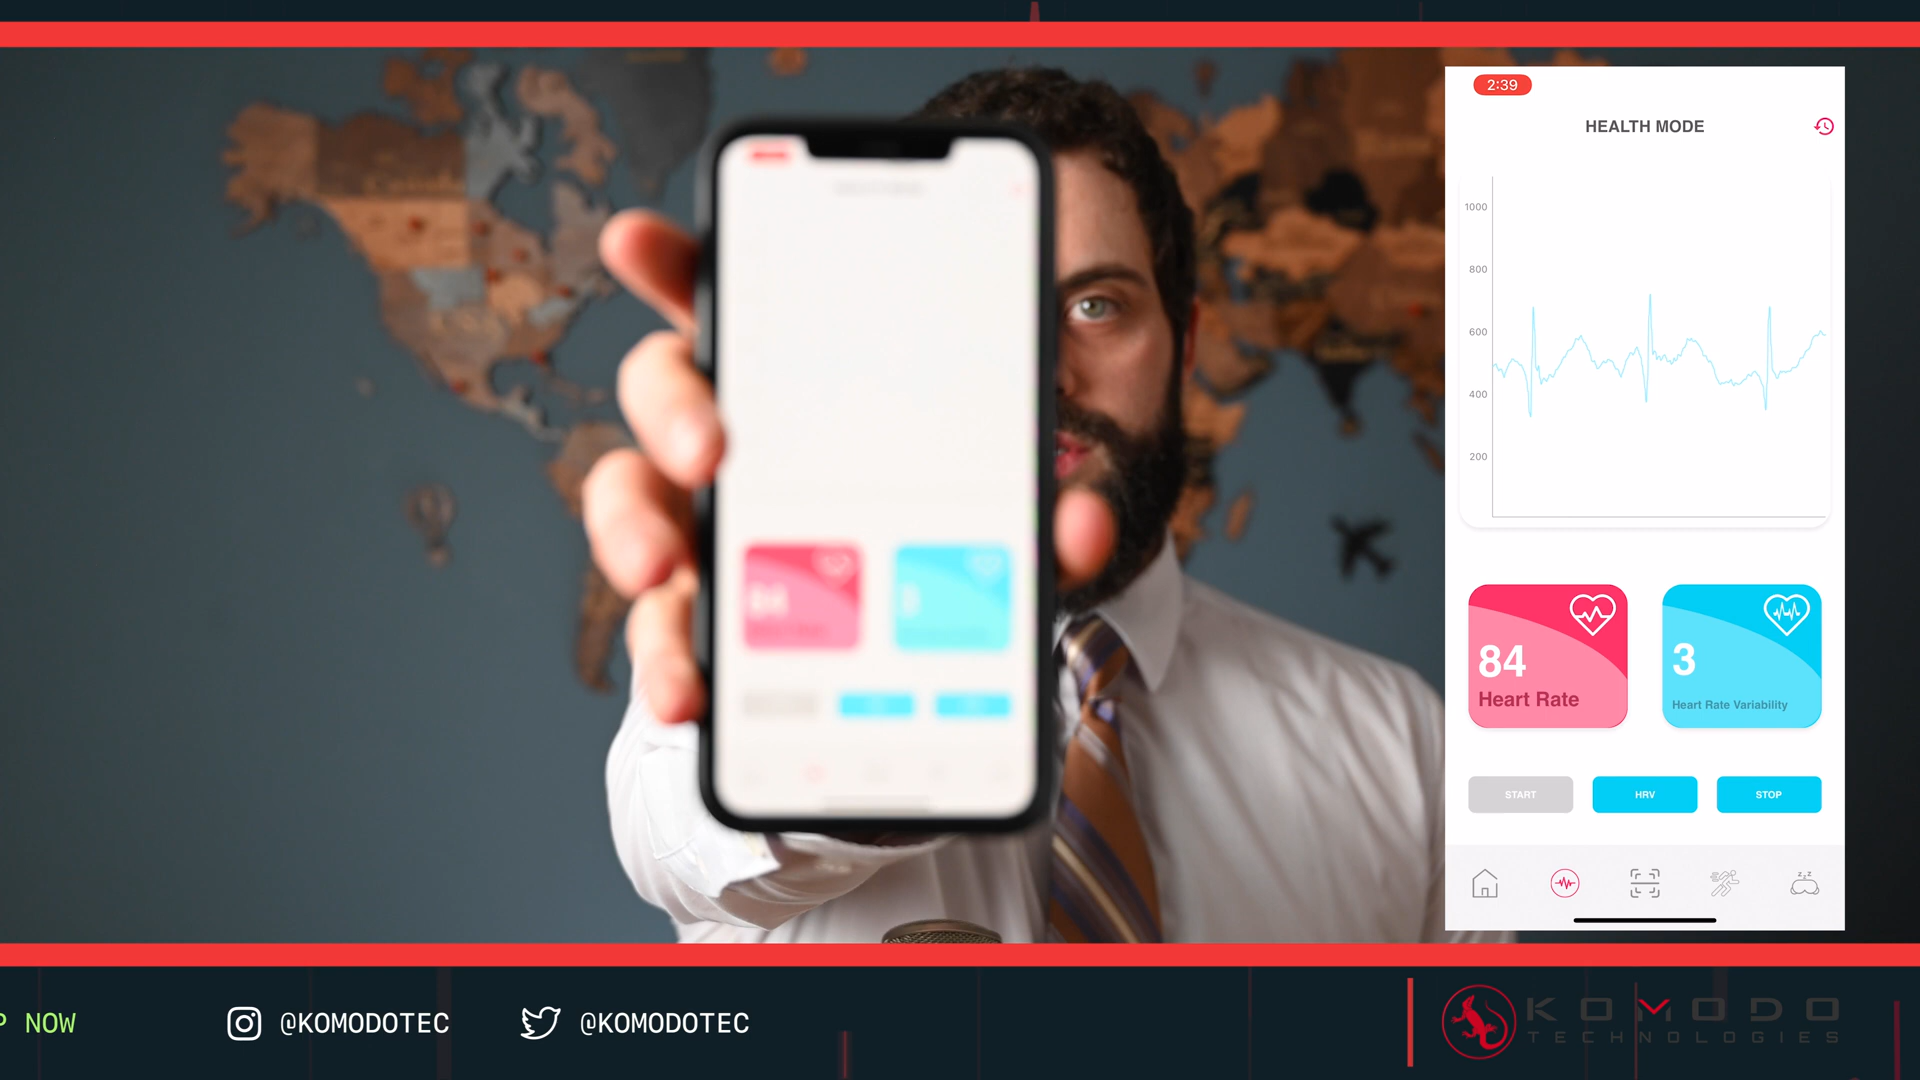 2:39
HEALTH MODE
1000
800
600
400
200
84
Heart Rate
3
Heart Rate Variability
START
HRV
STOP
NOW
@KOMODOTEC
@KOMODOTEC
KOMODO
TECHNOLOGIES